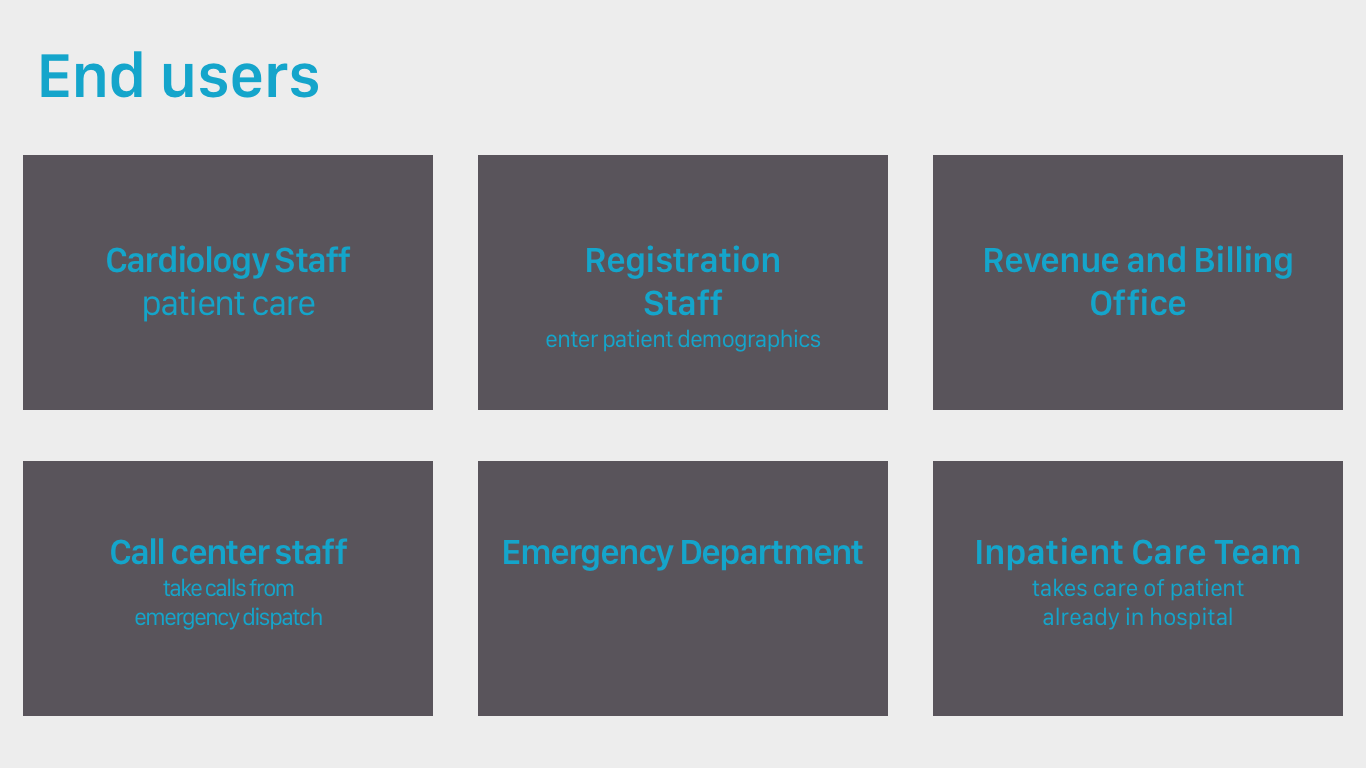 End users
Cardiology Staff
patient care
Registration
Staff
enter patient demographics
Revenue and Billing
Office
Call center staff
take calls from
emergency dispatch
Emergency Department
Inpatient Care Team
takes care of patient
already in hospital